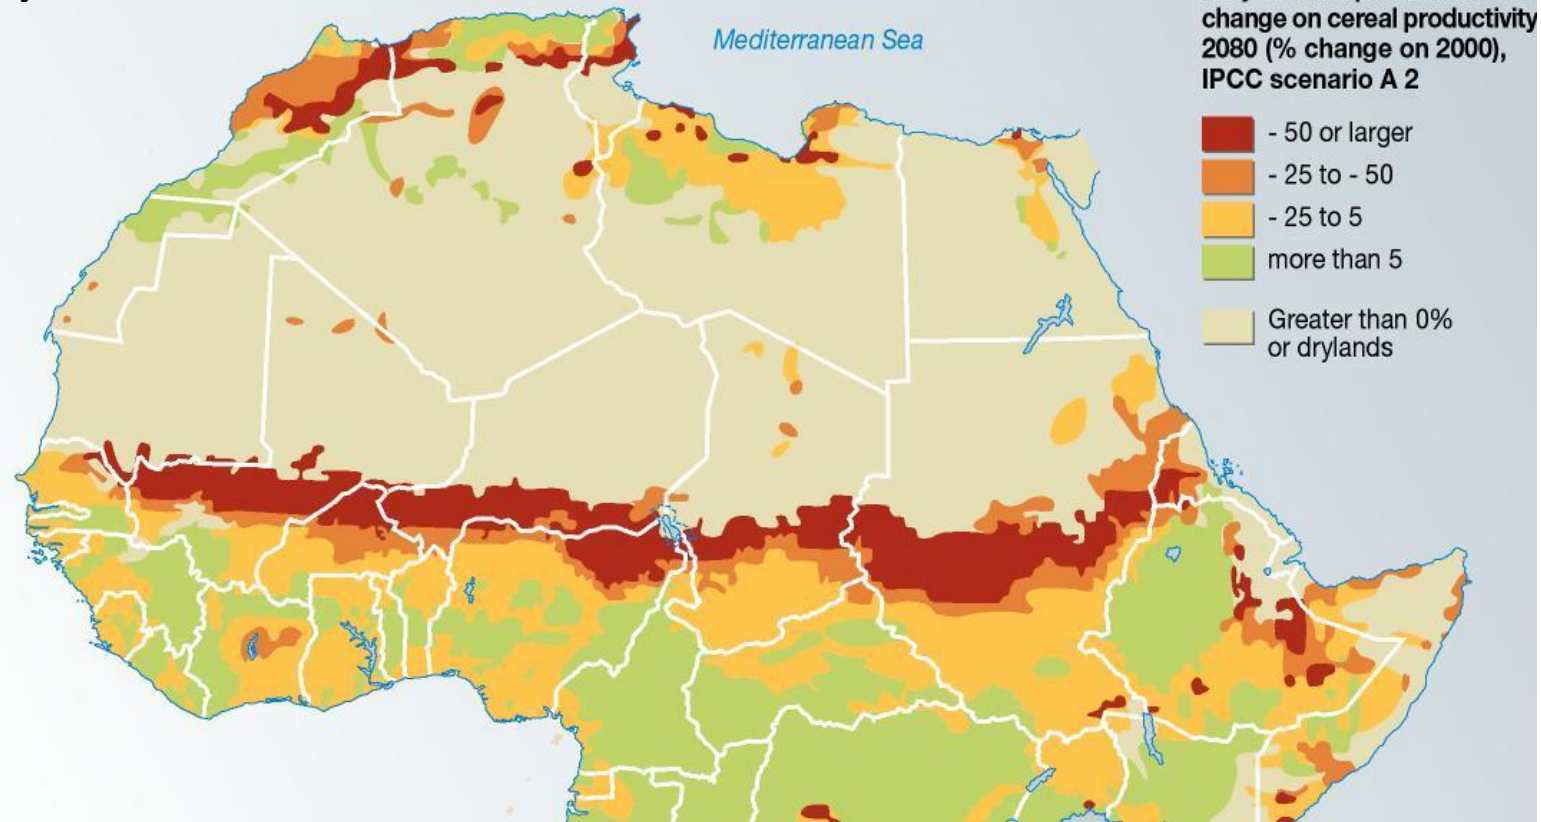 change on cereal productivity
2080 (% change on 2000),
IPCC scenario A 2
Mediterranean Sea
- 50 or larger
- 25 to - 50
- 25 to 5
more than 5
Greater than 0%
or drylands